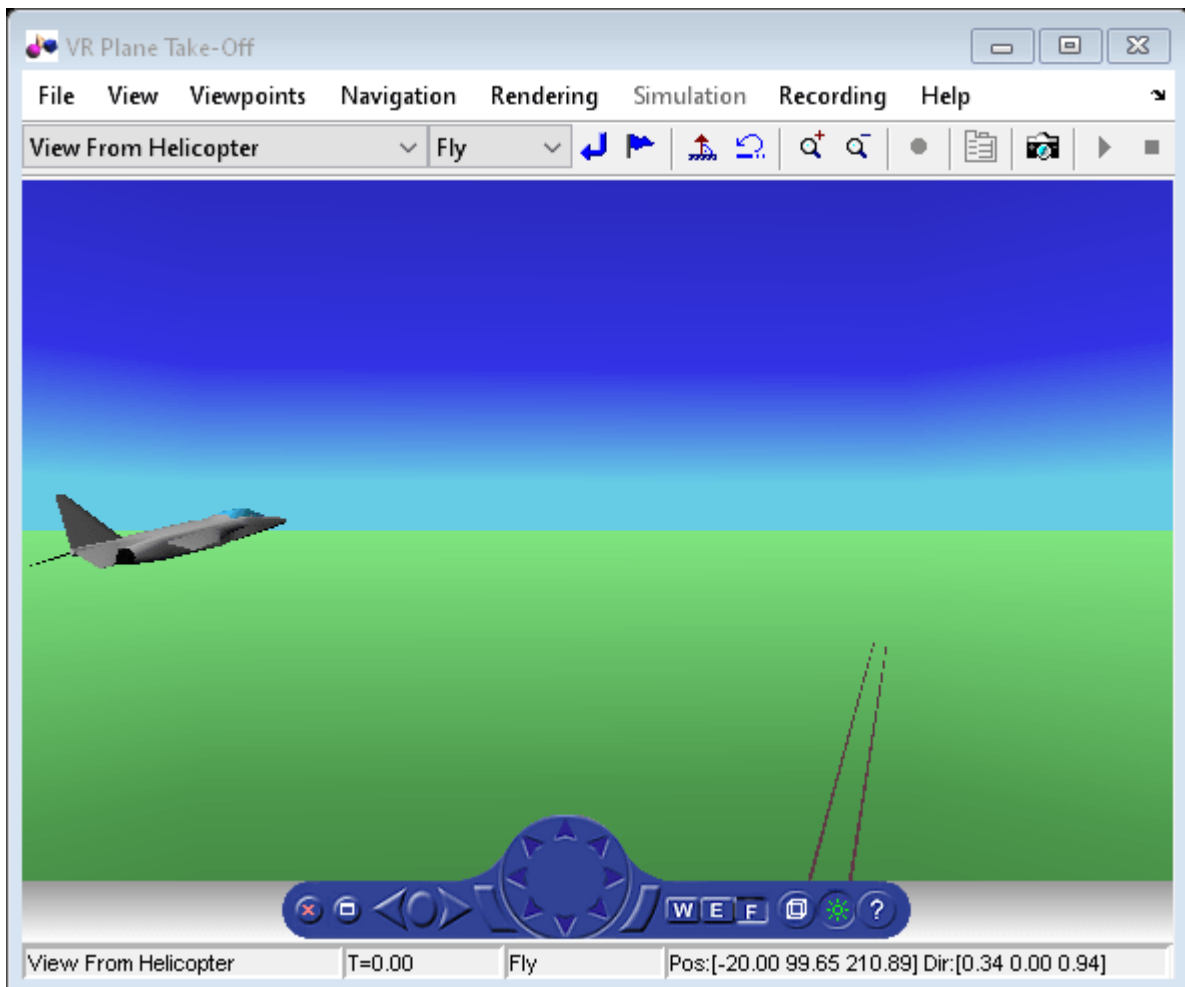 VR Plane Take-Off
File View Viewpoints Navigation Rendering Simulation Recording Help
View From Helicopter Fly
W E F ?
View From Helicopter T=0.00 Fly Pos:[-20.00 99.65 210.89] Dir:[0.34 0.00 0.94]